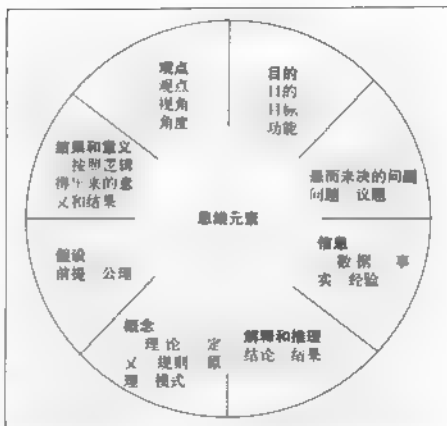 观点
观点
视角
角度
目的
目的
目标
功能
悬而未决的问题
问题 议题
信息
数据 事
实 经验
解释和推理
结论 结果
概念
理论 定
义 规则 原
理 模式
假设
前提 公理
结果和意义
按照逻辑
得出来的意
义和结果
思维元素